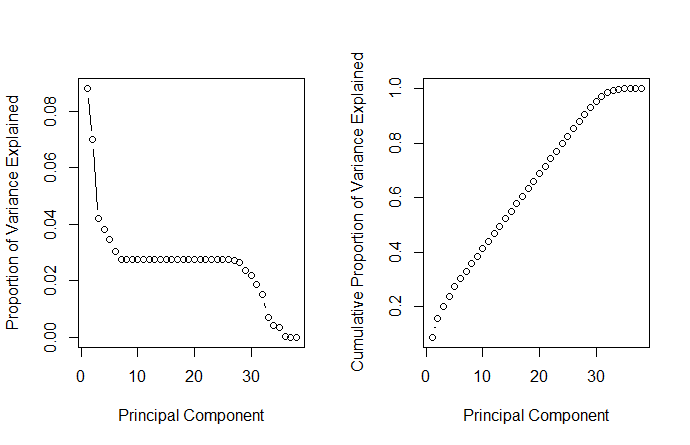 Proportion of Variance Explained
0.08
0.06
0.04
0.02
0.00
0 10 20 30
Principal Component
Cumulative Proportion of Variance Explained
1.0
0.8
0.6
0.4
0.2
0 10 20 30
Principal Component